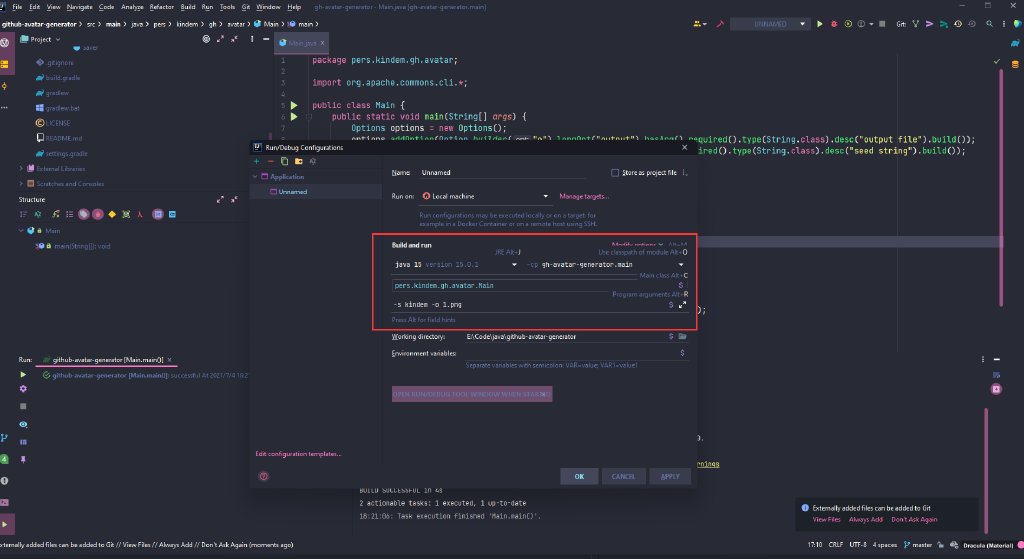 File Edit View Navigate Code Analyze Refactor Build Run Tools Git Window Help gh-avatar-generator - Main.java [gh-avatar-generator.main]
github-avatar-generator > src > main > java > pers > kindem > gh > avatar > Main > main
UNNAMED
Git:
Project
saver
.gitignore
build.gradle
gradlew
gradlew.bat
LICENSE
README.md
settings.gradle
External Libraries
Scratches and Consoles
Structure
Main
main(String[]): void
Main.java
1 package pers.kindem.gh.avatar;
2
3 import org.apache.commons.cli.*;
4
5 public class Main {
6 public static void main(String[] args) {
7 Options options = new Options();
"o").longOpt("output").hasArg().required().type(String.class).desc("output file").build());
ired().type(String.class).desc("seed string").build());
Run/Debug Configurations
Application
Unnamed
Name: Unnamed
Store as project file
Run on: Local machine
Manage targets...
Run configurations may be executed locally or on a target: for
example in a Docker Container or on a remote host using SSH.
Build and run
Modify options Alt+M
JRE Alt+J
Use classpath of module Alt+O
java 15 version 15.0.1
-cp gh-avatar-generator.main
Main class Alt+C
pers.kindem.gh.avatar.Main
Program arguments Alt+R
-s kindem -o 1.png
Press Alt for field hints
Working directory: E:\Code\java\github-avatar-generator
Environment variables:
Separate variables with semicolon: VAR=value; VAR1=value1
OPEN RUN/DEBUG TOOL WINDOW WHEN STARTED
Edit configuration templates...
OK
CANCEL
APPLY
);
Run: github-avatar-generator [Main.main()]
github-avatar-generator [Main.main()]: successful At 2021/7/4 18:2
).
rnings
BUILD SUCCESSFUL in 4s
2 actionable tasks: 1 executed, 1 up-to-date
18:21:06: Task execution finished 'Main.main()'.
Externally added files can be added to Git
View Files Always Add Don't Ask Again
xternally added files can be added to Git // View Files // Always Add // Don't Ask Again (moments ago)
17:10 CRLF UTF-8 4 spaces master Dracula (Material)